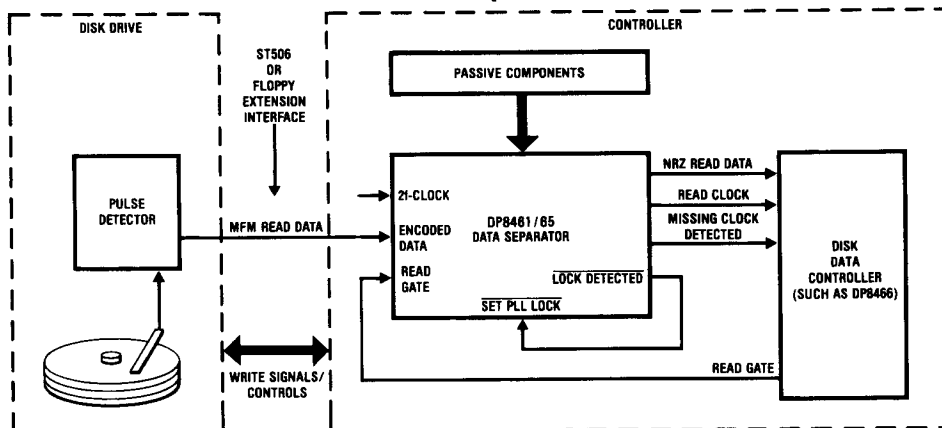 DISK DRIVE
CONTROLLER
ST506
OR
FLOPPY
EXTENSION
INTERFACE
PASSIVE COMPONENTS
PULSE
DETECTOR
MFM READ DATA
2f-CLOCK
ENCODED
DATA
READ
GATE
DP8461/65
DATA SEPARATOR
LOCK DETECTED
SET PLL LOCK
NRZ READ DATA
READ CLOCK
MISSING CLOCK
DETECTED
DISK
DATA
CONTROLLER
(SUCH AS DP8466)
READ GATE
WRITE SIGNALS/
CONTROLS